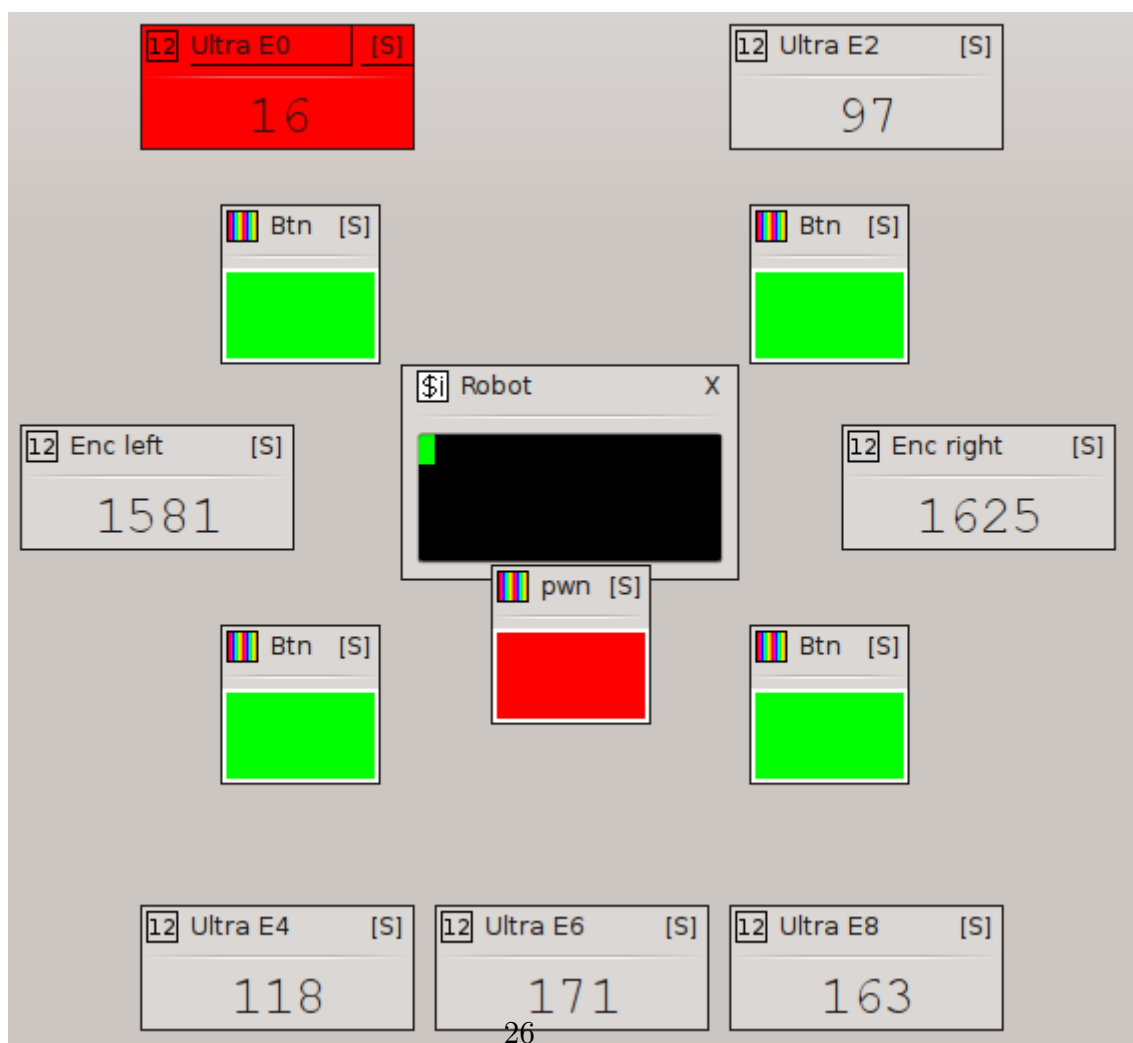 12 Ultra E0 [S]
16
12 Ultra E2 [S]
97
Btn [S]
Btn [S]
$i Robot X
12 Enc left [S]
1581
12 Enc right [S]
1625
pwn [S]
Btn [S]
Btn [S]
12 Ultra E4 [S]
118
12 Ultra E6 [S]
171
12 Ultra E8 [S]
163
26